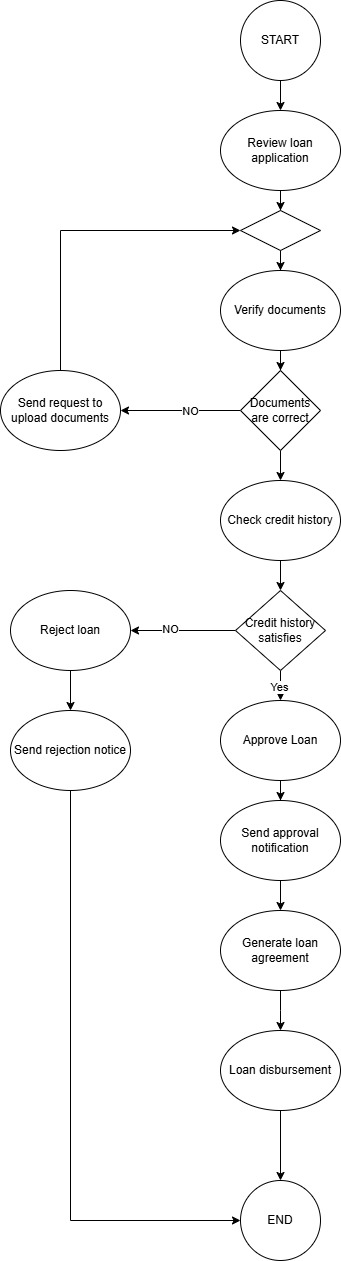 START
Review loan
application
Verify documents
Send request to
upload documents
NO
Documents
are correct
Check credit history
Reject loan
NO
Credit history
satisfies
Yes
Send rejection notice
Approve Loan
Send approval
notification
Generate loan
agreement
Loan disbursement
END